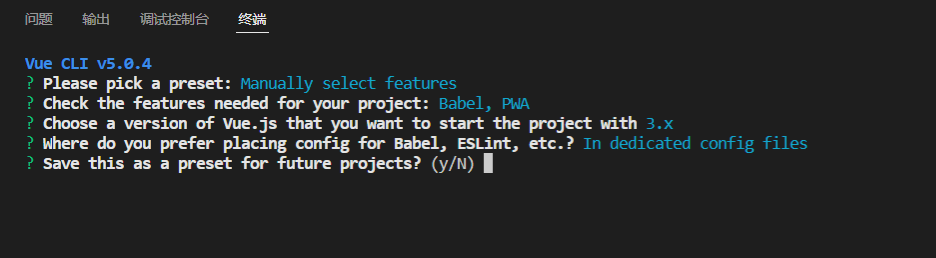 问题 输出 调试控制台 终端
Vue CLI v5.0.4
? Please pick a preset: Manually select features
? Check the features needed for your project: Babel, PWA
? Choose a version of Vue.js that you want to start the project with 3.x
? Where do you prefer placing config for Babel, ESLint, etc.? In dedicated config files
? Save this as a preset for future projects? (y/N)